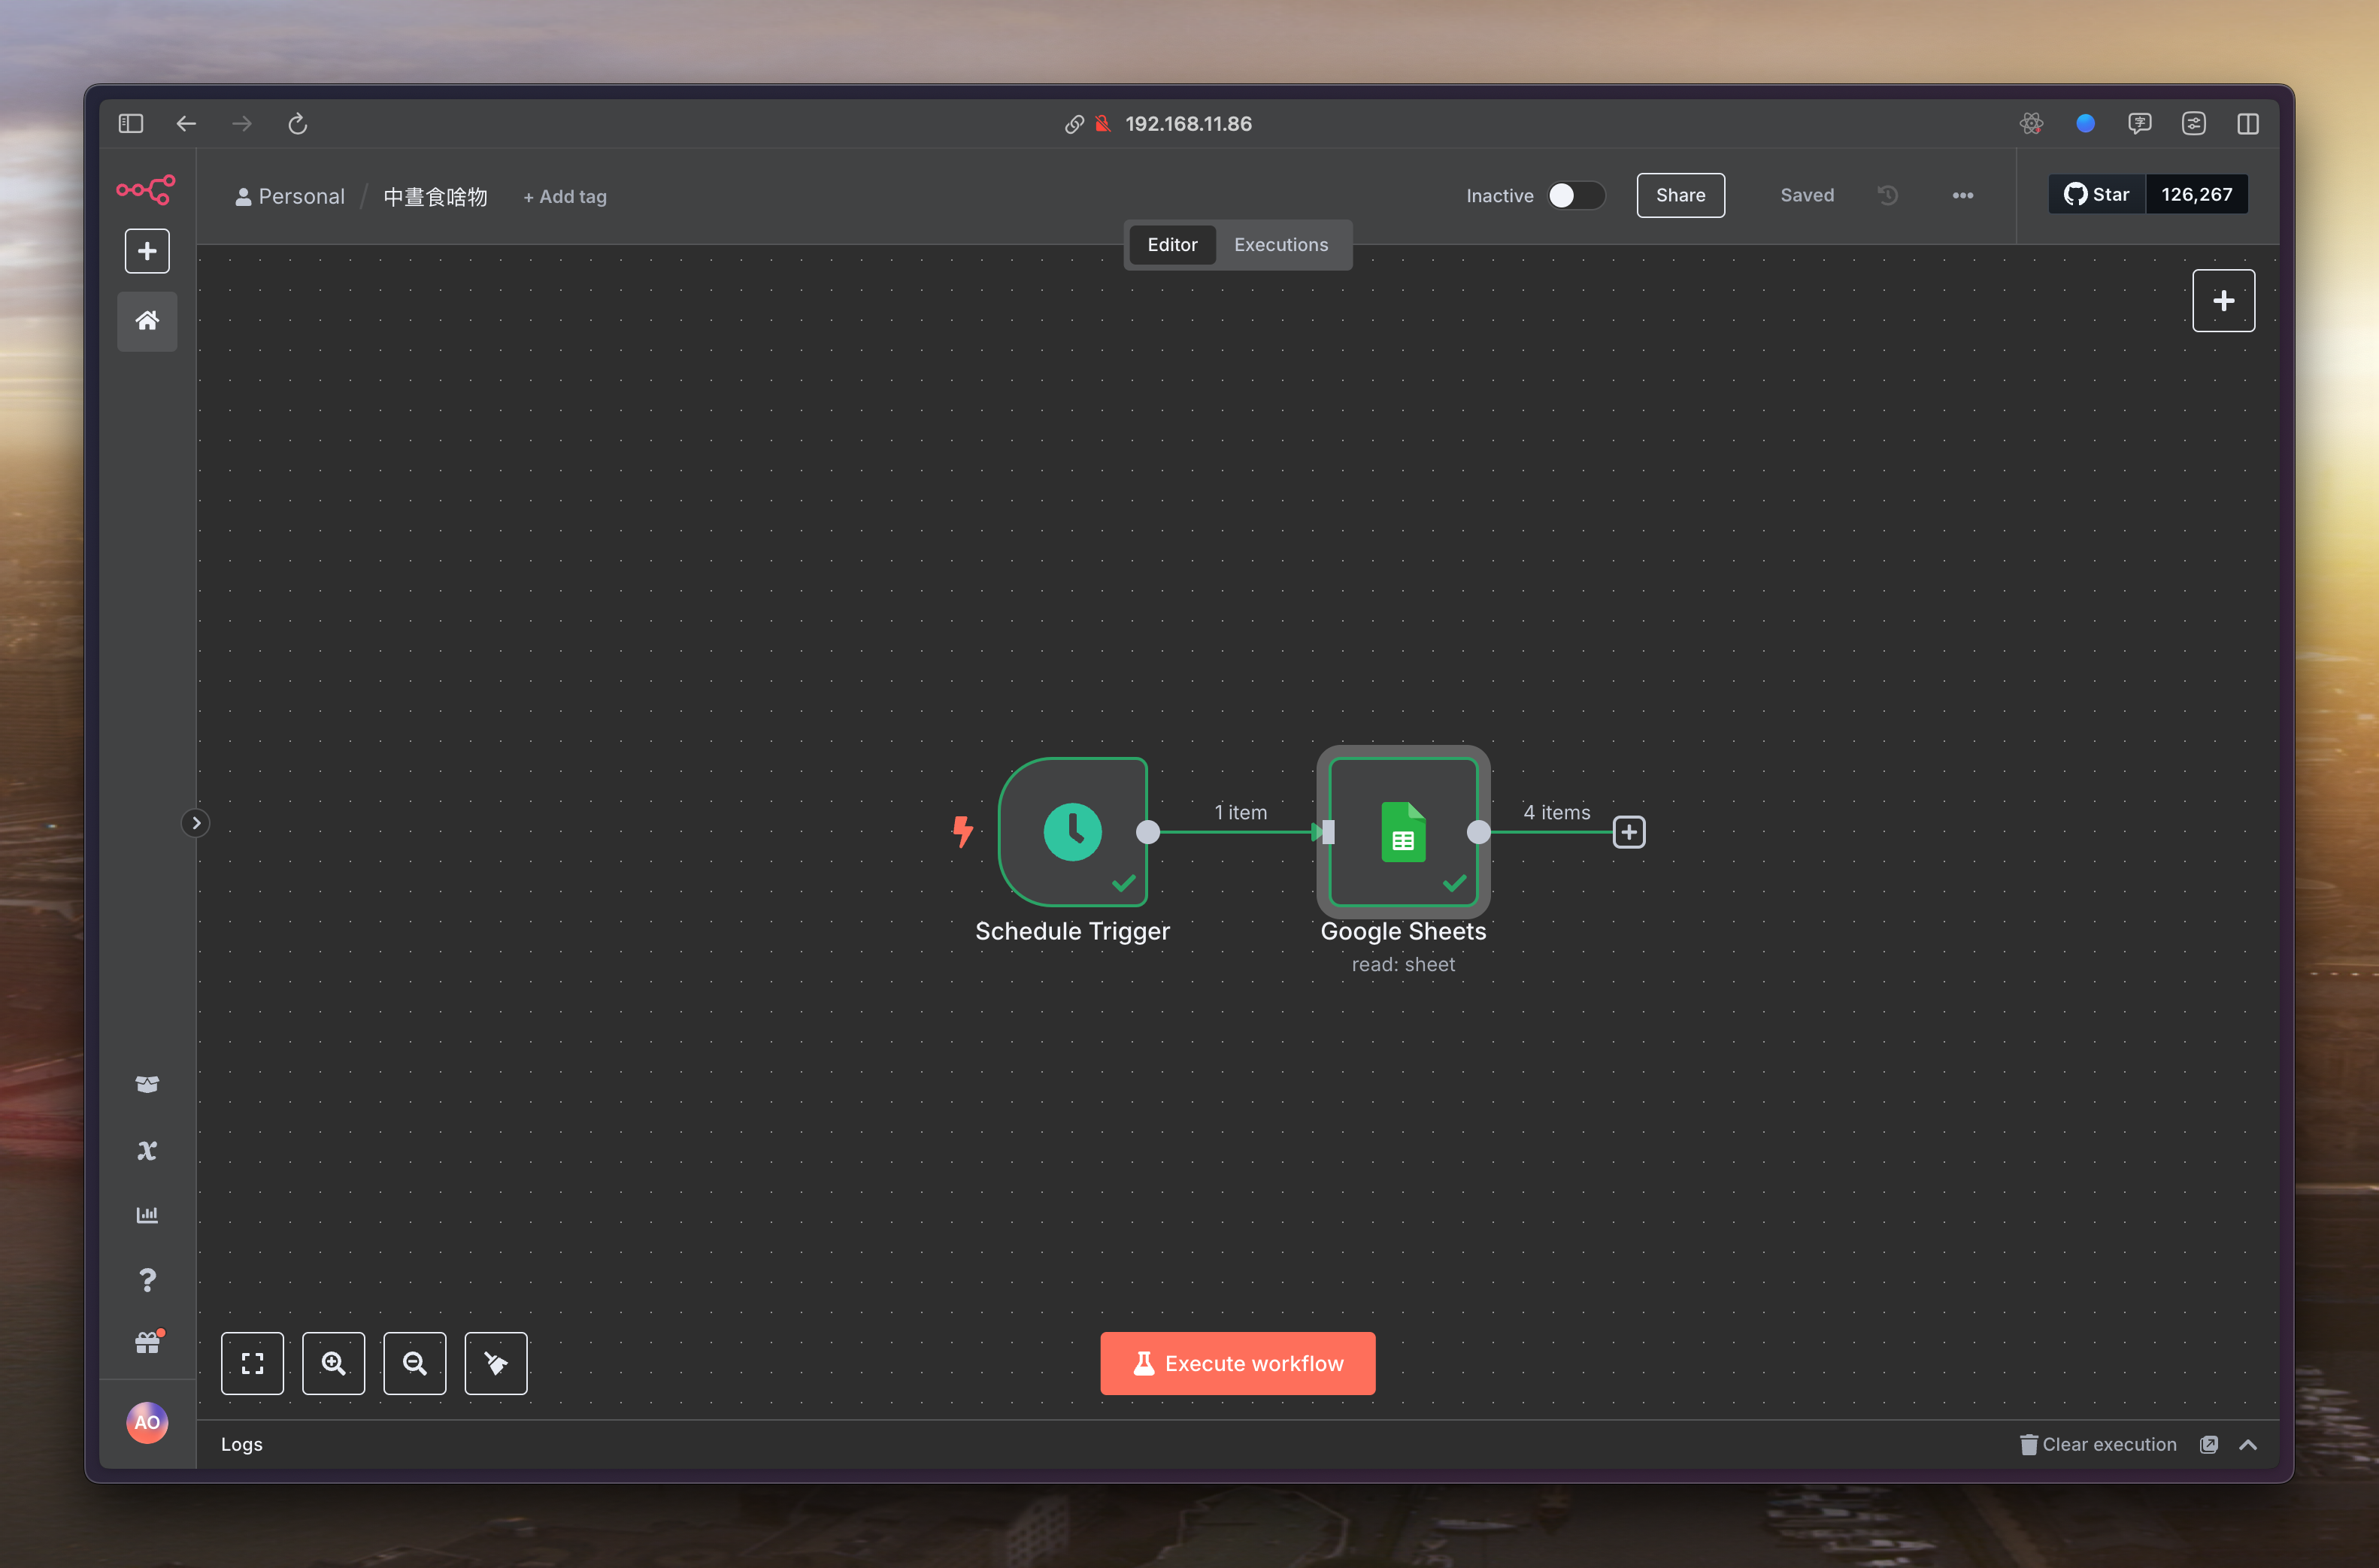 192.168.11.86
Personal / 中晝食啥物 + Add tag
Inactive
Share
Saved
Star 126,267
Editor Executions
1 item
4 items
Schedule Trigger
Google Sheets
read: sheet
Execute workflow
AO
Logs
Clear execution